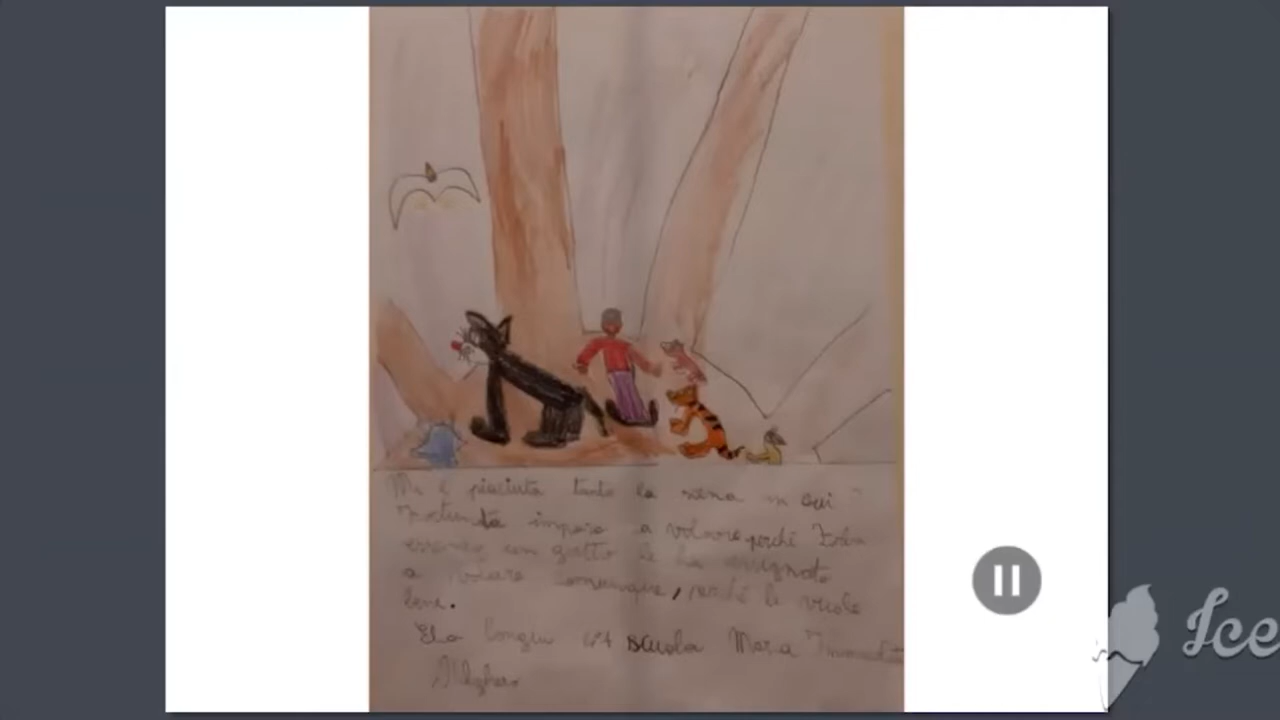 Mi è piaciuta tanto la scena in cui
Fortunata impara a volare perché Zorba
essendo un gatto le ha insegnato
a volare comunque, perché le vuole
bene.
scuola Maria
Alghero
Ice